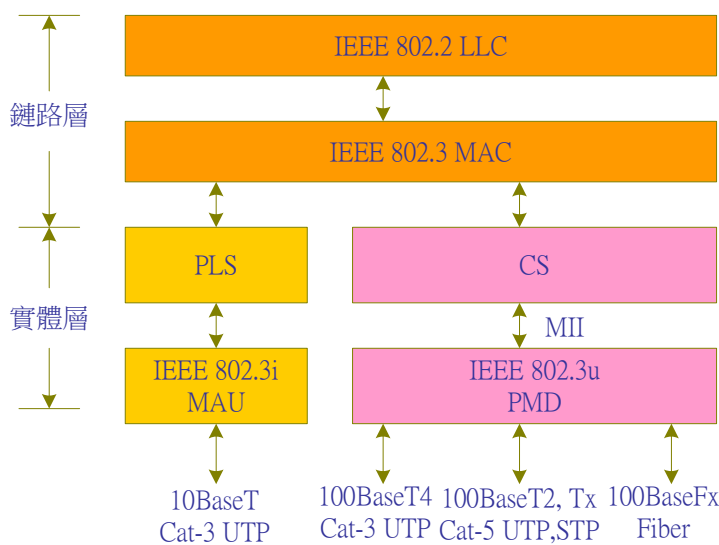 IEEE 802.2 LLC
鏈路層
IEEE 802.3 MAC
PLS
CS
實體層
MII
IEEE 802.3i
MAU
IEEE 802.3u
PMD
10BaseT
Cat-3 UTP
100BaseT4
Cat-3 UTP
100BaseT2, Tx
Cat-5 UTP,STP
100BaseFx
Fiber